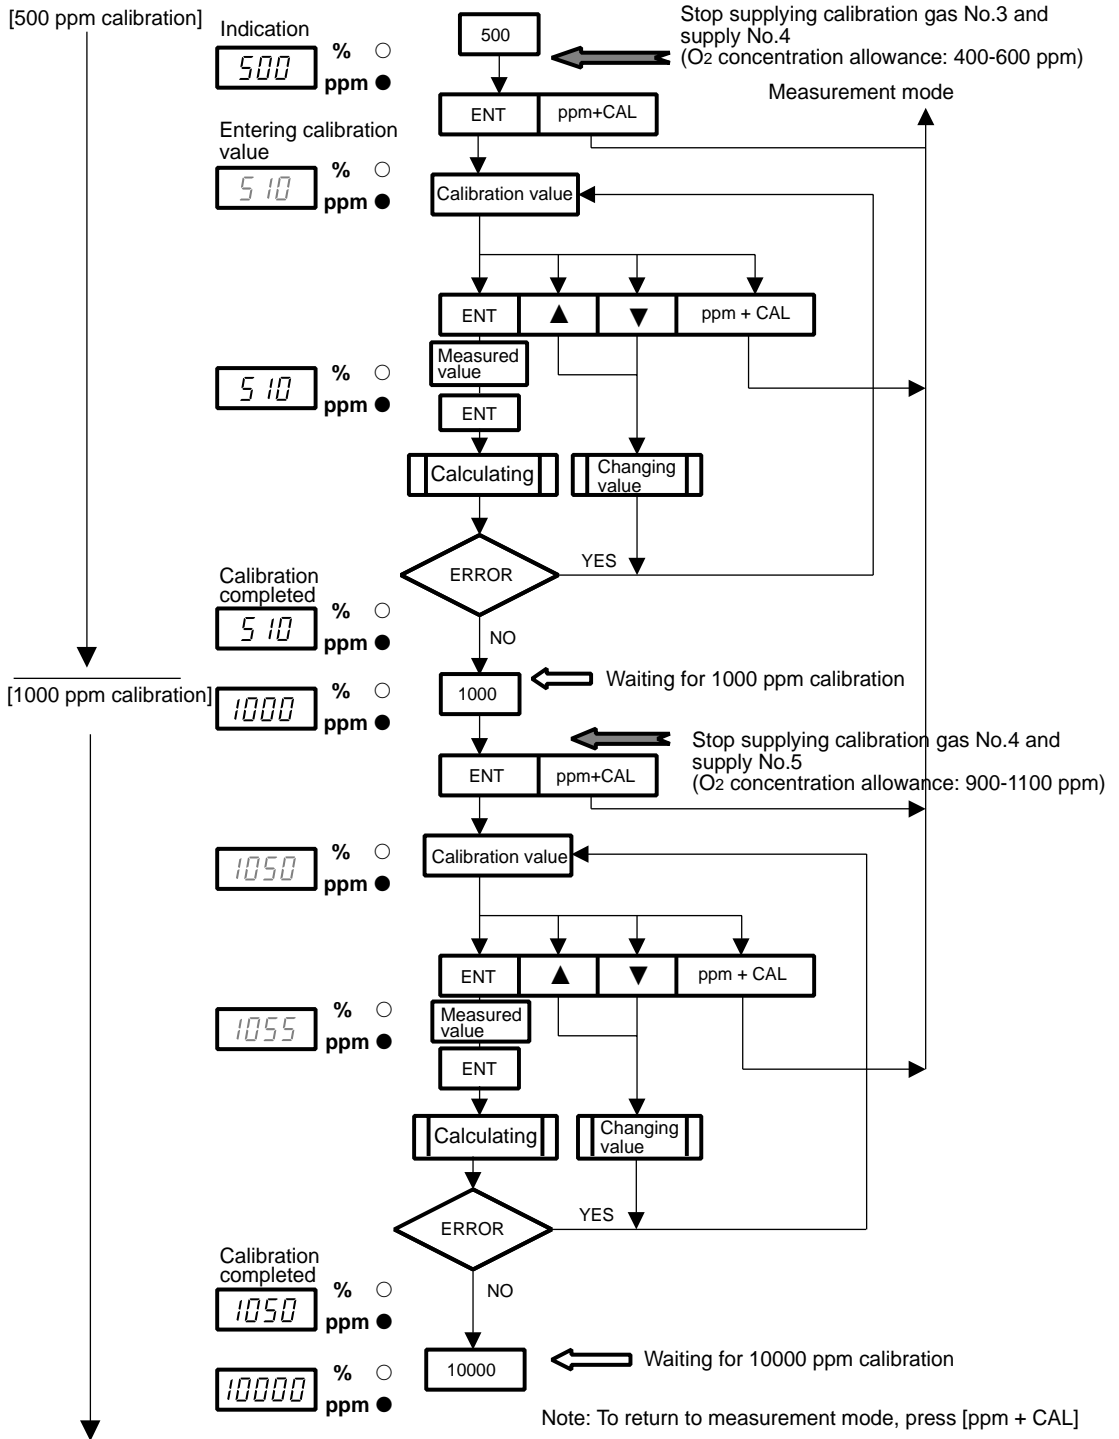 [500 ppm calibration]
Stop supplying calibration gas No.3 and
supply No.4
(O2 concentration allowance: 400-600 ppm)
Indication
500
% ○
500
ppm ●
Measurement mode
ENT
ppm+CAL
Entering calibration
value
% ○
510
ppm ●
Calibration value
ENT
▲
▼
ppm + CAL
Measured
value
% ○
510
ppm ●
ENT
Calculating
Changing
value
ERROR
YES
Calibration
completed
% ○
510
ppm ●
NO
[1000 ppm calibration]
% ○
1000
ppm ●
1000
Waiting for 1000 ppm calibration
Stop supplying calibration gas No.4 and
supply No.5
(O2 concentration allowance: 900-1100 ppm)
ENT
ppm+CAL
% ○
1050
ppm ●
Calibration value
ENT
▲
▼
ppm + CAL
% ○
1055
ppm ●
Measured
value
ENT
Calculating
Changing
value
ERROR
YES
Calibration
completed
% ○
1050
ppm ●
NO
% ○
10000
ppm ●
10000
Waiting for 10000 ppm calibration
Note: To return to measurement mode, press [ppm + CAL]